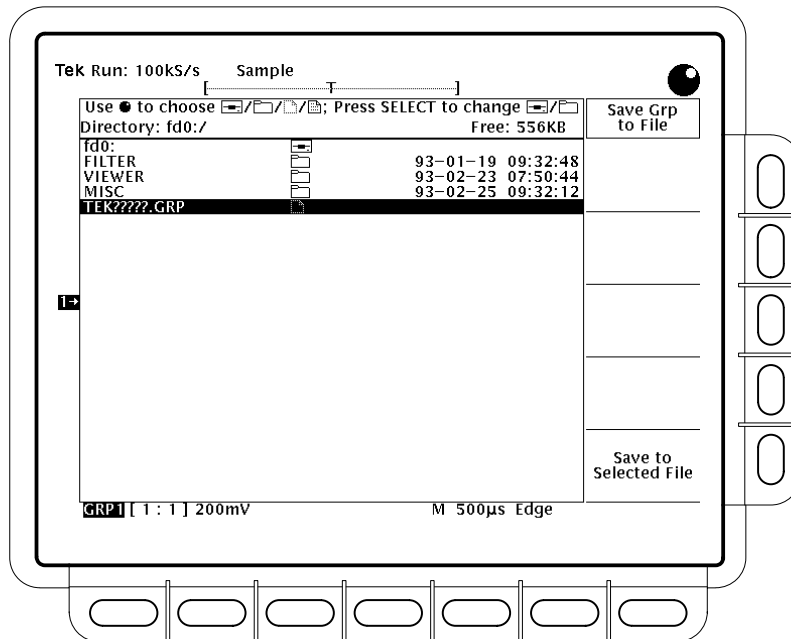 Tek Run: 100kS/s Sample
[ T ]
Use to choose / / / ; Press SELECT to change /
Directory: fd0:/ Free: 556KB
Save Grp
to File
fd0:
FILTER 93-01-19 09:32:48
VIEWER 93-02-23 07:50:44
MISC 93-02-25 09:32:12
TEK?????.GRP
1→
Save to
Selected File
GRP1 [ 1 : 1 ] 200mV M 500µs Edge